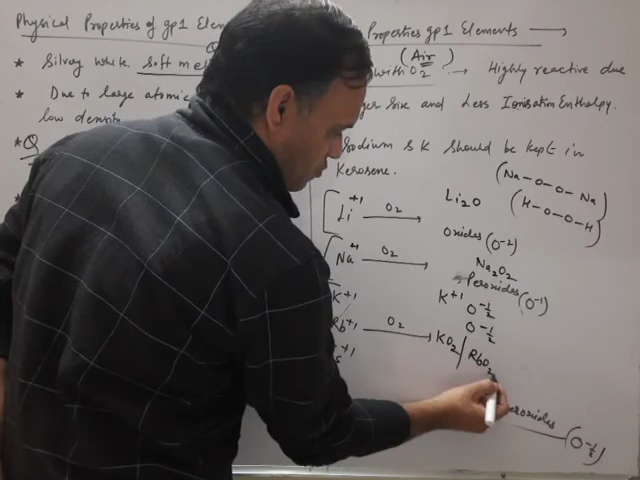 Physical Properties of gp1 Elem
Properties gp1 Elements →
* Silvery white Soft met
with O2 (Air) → Highly reactive due
* Due to large atomic
ger Size and Less Ionisation Enthalpy.
low density
* Q
Sodium & K should be kept in
Kerosene.
(Na-O-O-Na)
(H-O-O-H)
Li+1 O2 → Li2O
Oxides (O-2)
Na+1 O2 → Na2O2
Peroxides (O-1)
K+1
K+1 O-1/2
O-1/2
Rb+1 O2 → KO2/RbO2
s+1
eroxides (O-1/2)